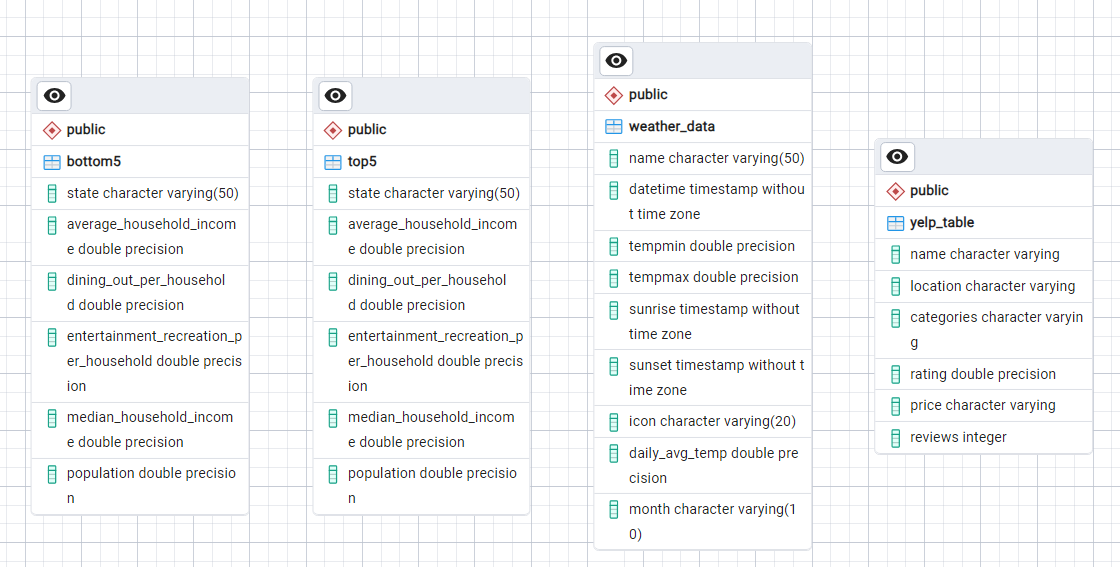 public
bottom5
state character varying(50)
average_household_incom
e double precision
dining_out_per_househol
d double precision
entertainment_recreation_p
er_household double precis
ion
median_household_incom
e double precision
population double precisio
n
public
top5
state character varying(50)
average_household_incom
e double precision
dining_out_per_househol
d double precision
entertainment_recreation_p
er_household double precis
ion
median_household_incom
e double precision
population double precisio
n
public
weather_data
name character varying(50)
datetime timestamp withou
t time zone
tempmin double precision
tempmax double precision
sunrise timestamp without
time zone
sunset timestamp without t
ime zone
icon character varying(20)
daily_avg_temp double pre
cision
month character varying(1
0)
public
yelp_table
name character varying
location character varying
categories character varyin
g
rating double precision
price character varying
reviews integer